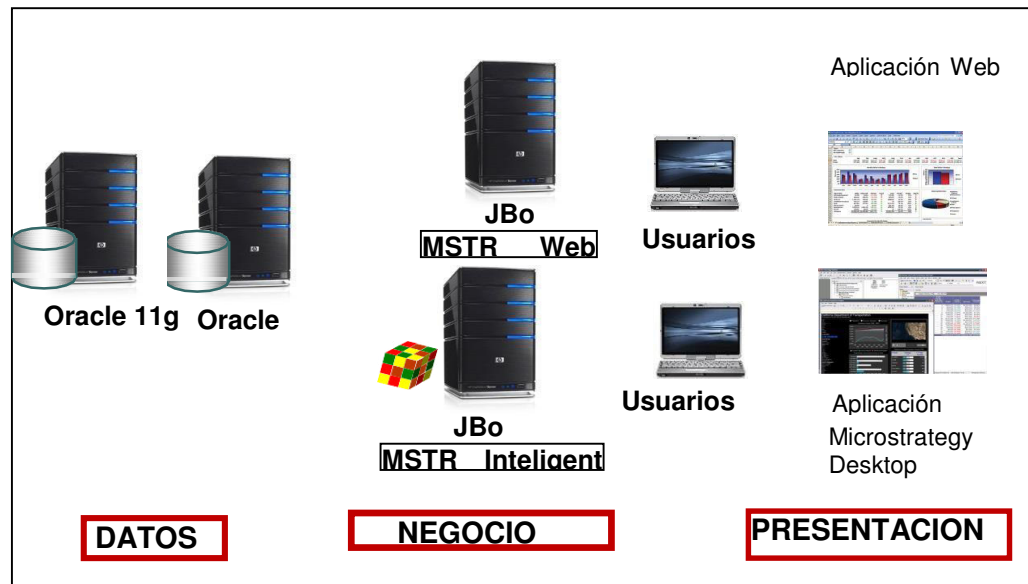 Aplicación Web
JBo
MSTR Web
Usuarios
Oracle 11g
Oracle
JBo
MSTR Inteligent
Usuarios
Aplicación
Microstrategy
Desktop
DATOS
NEGOCIO
PRESENTACION